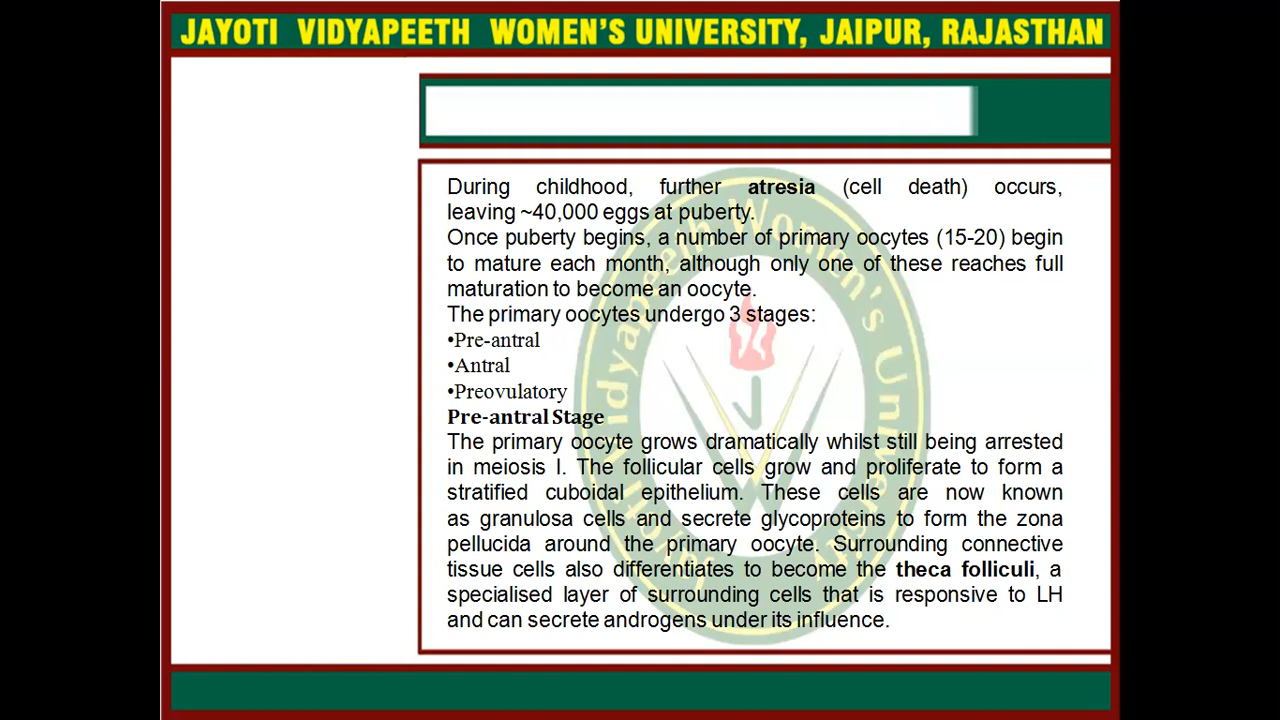 JAYOTI VIDYAPEETH WOMEN'S UNIVERSITY, JAIPUR, RAJASTHAN
During childhood, further atresia (cell death) occurs,
leaving ~40,000 eggs at puberty.
Once puberty begins, a number of primary oocytes (15-20) begin
to mature each month, although only one of these reaches full
maturation to become an oocyte.
The primary oocytes undergo 3 stages:
•Pre-antral
•Antral
•Preovulatory
Pre-antral Stage
The primary oocyte grows dramatically whilst still being arrested
in meiosis I. The follicular cells grow and proliferate to form a
stratified cuboidal epithelium. These cells are now known
as granulosa cells and secrete glycoproteins to form the zona
pellucida around the primary oocyte. Surrounding connective
tissue cells also differentiates to become the theca folliculi, a
specialised layer of surrounding cells that is responsive to LH
and can secrete androgens under its influence.
Jayoti Vidyapeeth Women's University